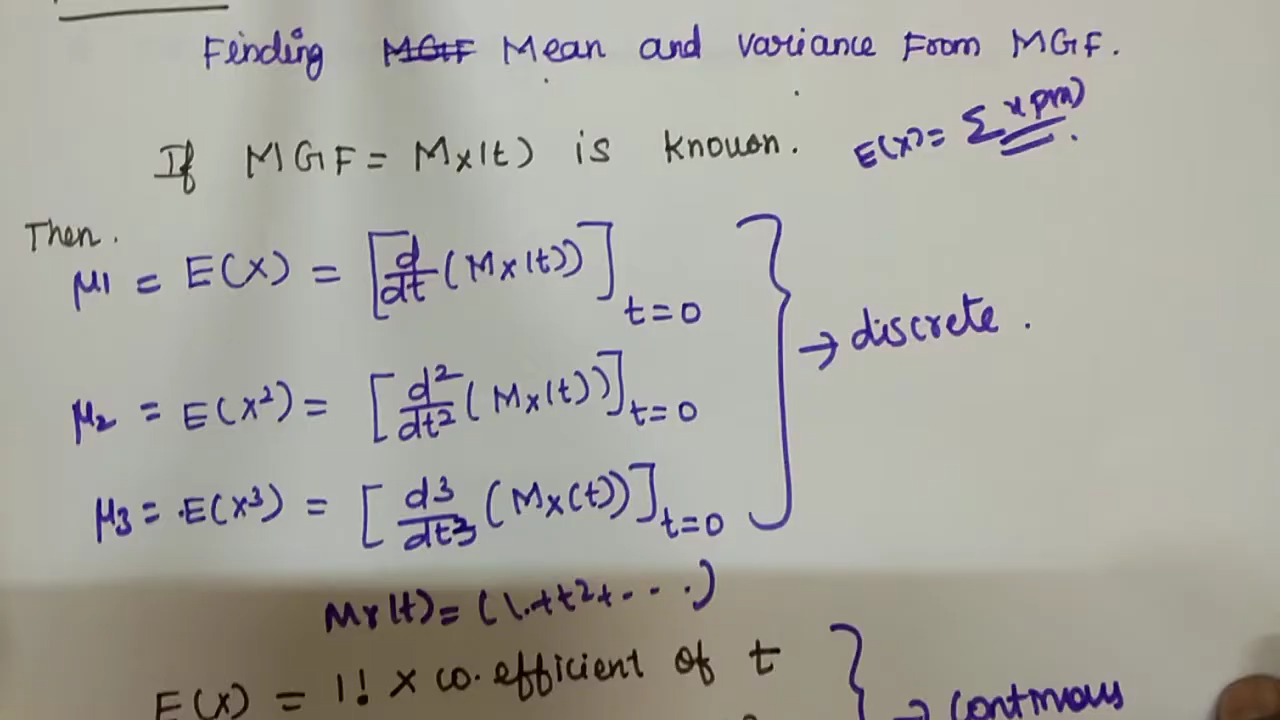 Finding MGF Mean and variance From MGF.
If MGF = Mx(t) is known. E(x) = Σ x p(x).
Then.
μ1 = E(X) = [d/dt (Mx(t))] t=0
μ2 = E(X²) = [d²/dt² (Mx(t))] t=0
→ discrete.
μ3 = E(X³) = [d3/dt3 (Mx(t))] t=0
Mx(t) = (1.+t²+...)
E(X) = 1! x co.efficient of t
→ continuous